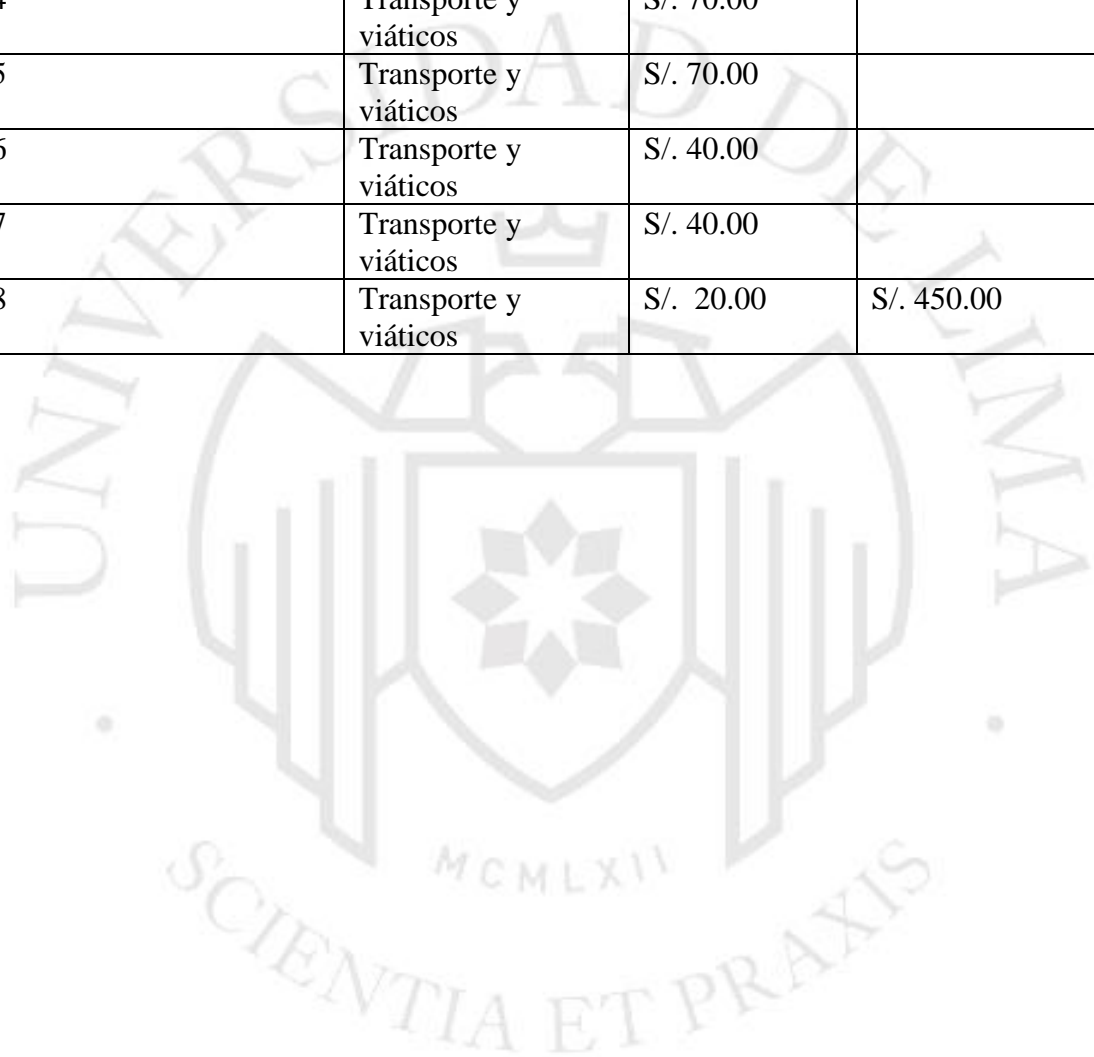 4 Transporte y S/. 70.00
viáticos
5 Transporte y S/. 70.00
viáticos
6 Transporte y S/. 40.00
viáticos
7 Transporte y S/. 40.00
viáticos
8 Transporte y S/. 20.00 S/. 450.00
viáticos
UNIVERSIDAD DE LIMA
MCMLXII
SCIENTIA ET PRAXIS